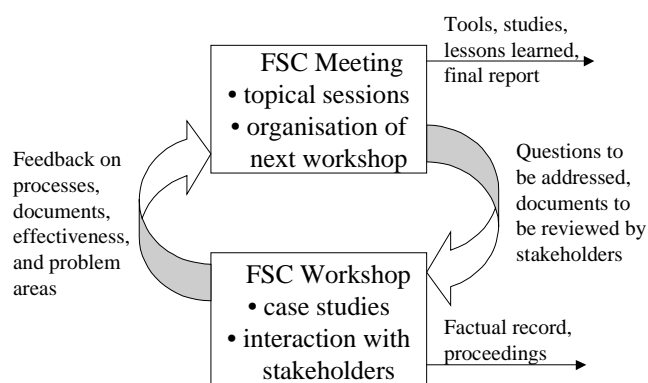 Tools, studies,
lessons learned,
final report
FSC Meeting
• topical sessions
• organisation of
next workshop
Feedback on
processes,
documents,
effectiveness,
and problem
areas
Questions to
be addressed,
documents to
be reviewed by
stakeholders
FSC Workshop
• case studies
• interaction with
stakeholders
Factual record,
proceedings